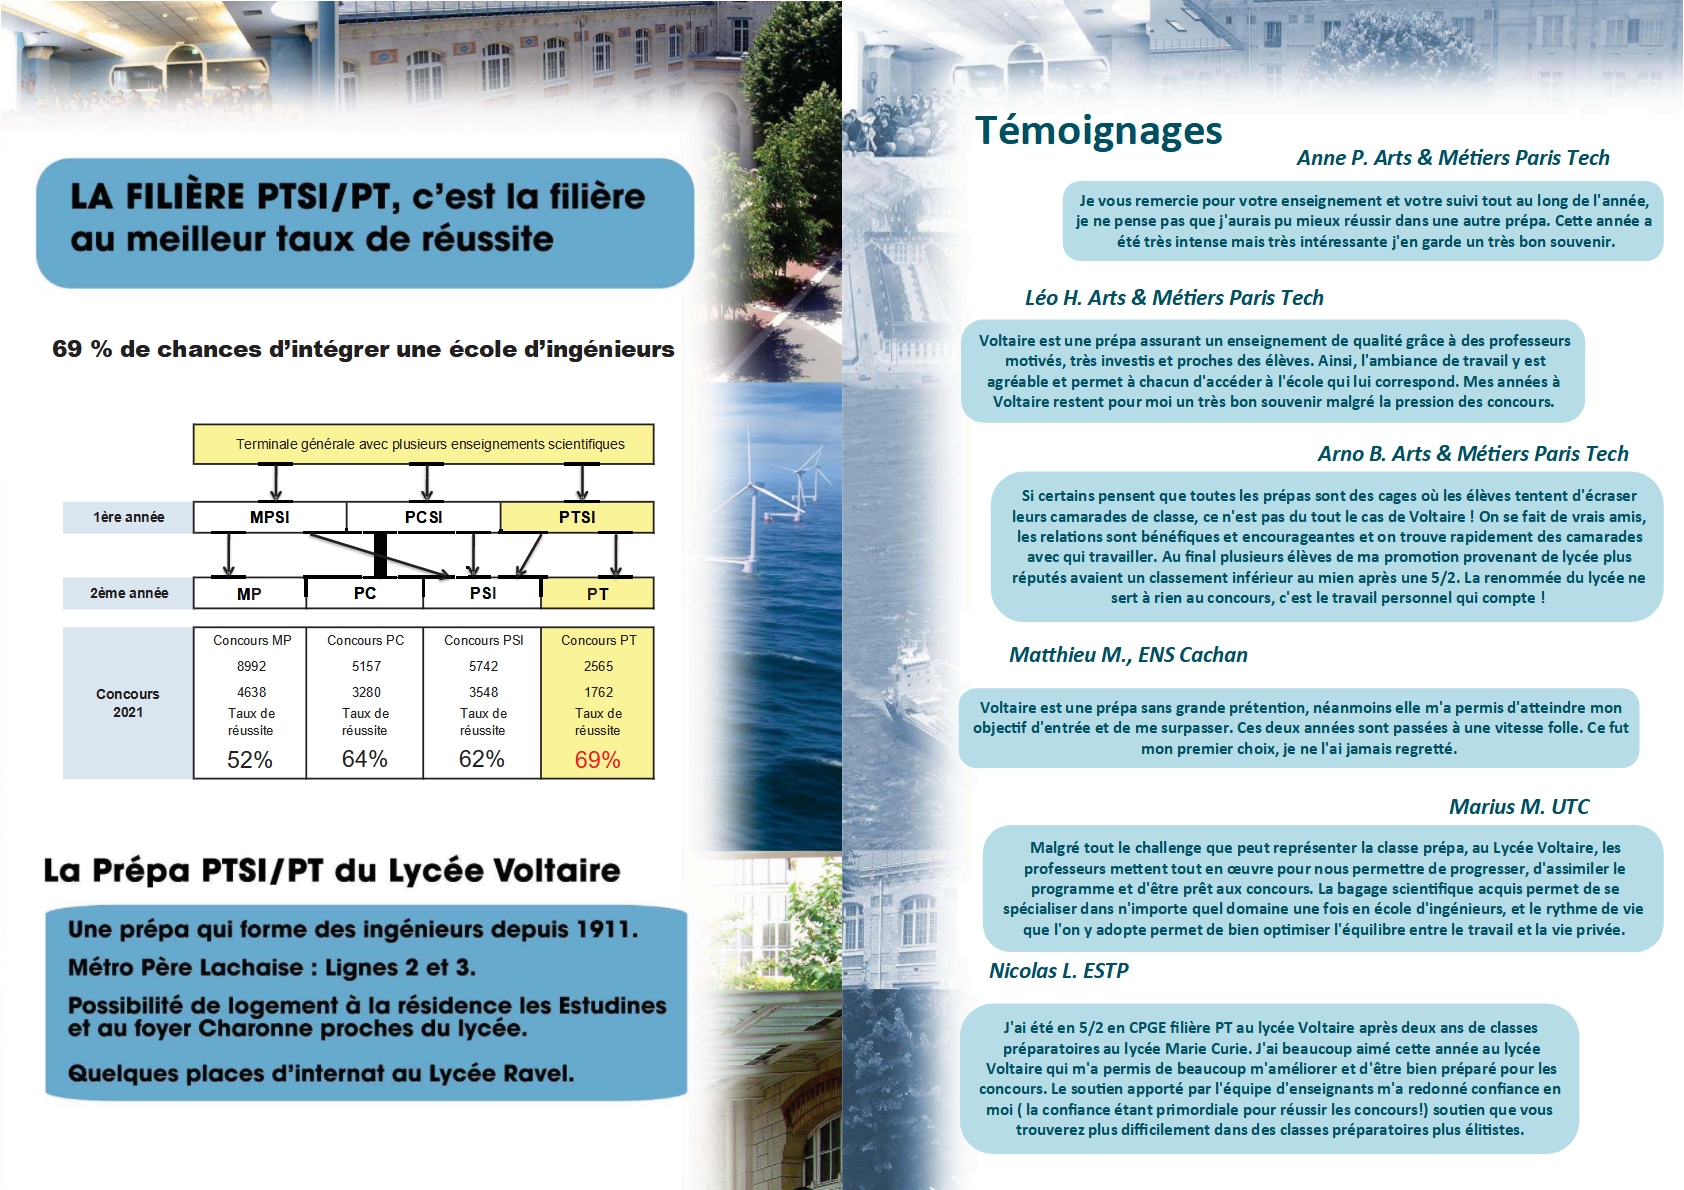 LA FILIÈRE PTSI/PT, c'est la filière
au meilleur taux de réussite
69 % de chances d'intégrer une école d'ingénieurs
Terminale générale avec plusieurs enseignements scientifiques
1ère année MPSI PCSI PTSI
2ème année MP PC PSI PT
Concours 2021
Concours MP Concours PC Concours PSI Concours PT
8992 5157 5742 2565
4638 3280 3548 1762
Taux de Taux de Taux de Taux de
réussite réussite réussite réussite
52% 64% 62% 69%
La Prépa PTSI/PT du Lycée Voltaire
Une prépa qui forme des ingénieurs depuis 1911.
Métro Père Lachaise : Lignes 2 et 3.
Possibilité de logement à la résidence les Estudines
et au foyer Charonne proches du lycée.
Quelques places d'internat au Lycée Ravel.
Témoignages
Anne P. Arts & Métiers Paris Tech
Je vous remercie pour votre enseignement et votre suivi tout au long de l'année,
je ne pense pas que j'aurais pu mieux réussir dans une autre prépa. Cette année a
été très intense mais très intéressante j'en garde un très bon souvenir.
Léo H. Arts & Métiers Paris Tech
Voltaire est une prépa assurant un enseignement de qualité grâce à des professeurs
motivés, très investis et proches des élèves. Ainsi, l'ambiance de travail y est
agréable et permet à chacun d'accéder à l'école qui lui correspond. Mes années à
Voltaire restent pour moi un très bon souvenir malgré la pression des concours.
Arno B. Arts & Métiers Paris Tech
Si certains pensent que toutes les prépas sont des cages où les élèves tentent d'écraser
leurs camarades de classe, ce n'est pas du tout le cas de Voltaire ! On se fait de vrais amis,
les relations sont bénéfiques et encourageantes et on trouve rapidement des camarades
avec qui travailler. Au final plusieurs élèves de ma promotion provenant de lycée plus
réputés avaient un classement inférieur au mien après une 5/2. La renommée du lycée ne
sert à rien au concours, c'est le travail personnel qui compte !
Matthieu M., ENS Cachan
Voltaire est une prépa sans grande prétention, néanmoins elle m'a permis d'atteindre mon
objectif d'entrée et de me surpasser. Ces deux années sont passées à une vitesse folle. Ce fut
mon premier choix, je ne l'ai jamais regretté.
Marius M. UTC
Malgré tout le challenge que peut représenter la classe prépa, au Lycée Voltaire, les
professeurs mettent tout en œuvre pour nous permettre de progresser, d'assimiler le
programme et d'être prêt aux concours. La bagage scientifique acquis permet de se
spécialiser dans n'importe quel domaine une fois en école d'ingénieurs, et le rythme de vie
que l'on y adopte permet de bien optimiser l'équilibre entre le travail et la vie privée.
Nicolas L. ESTP
J'ai été en 5/2 en CPGE filière PT au lycée Voltaire après deux ans de classes
préparatoires au lycée Marie Curie. J'ai beaucoup aimé cette année au lycée
Voltaire qui m'a permis de beaucoup m'améliorer et d'être bien préparé pour les
concours. Le soutien apporté par l'équipe d'enseignants m'a redonné confiance en
moi ( la confiance étant primordiale pour réussir les concours!) soutien que vous
trouverez plus difficilement dans des classes préparatoires plus élitistes.